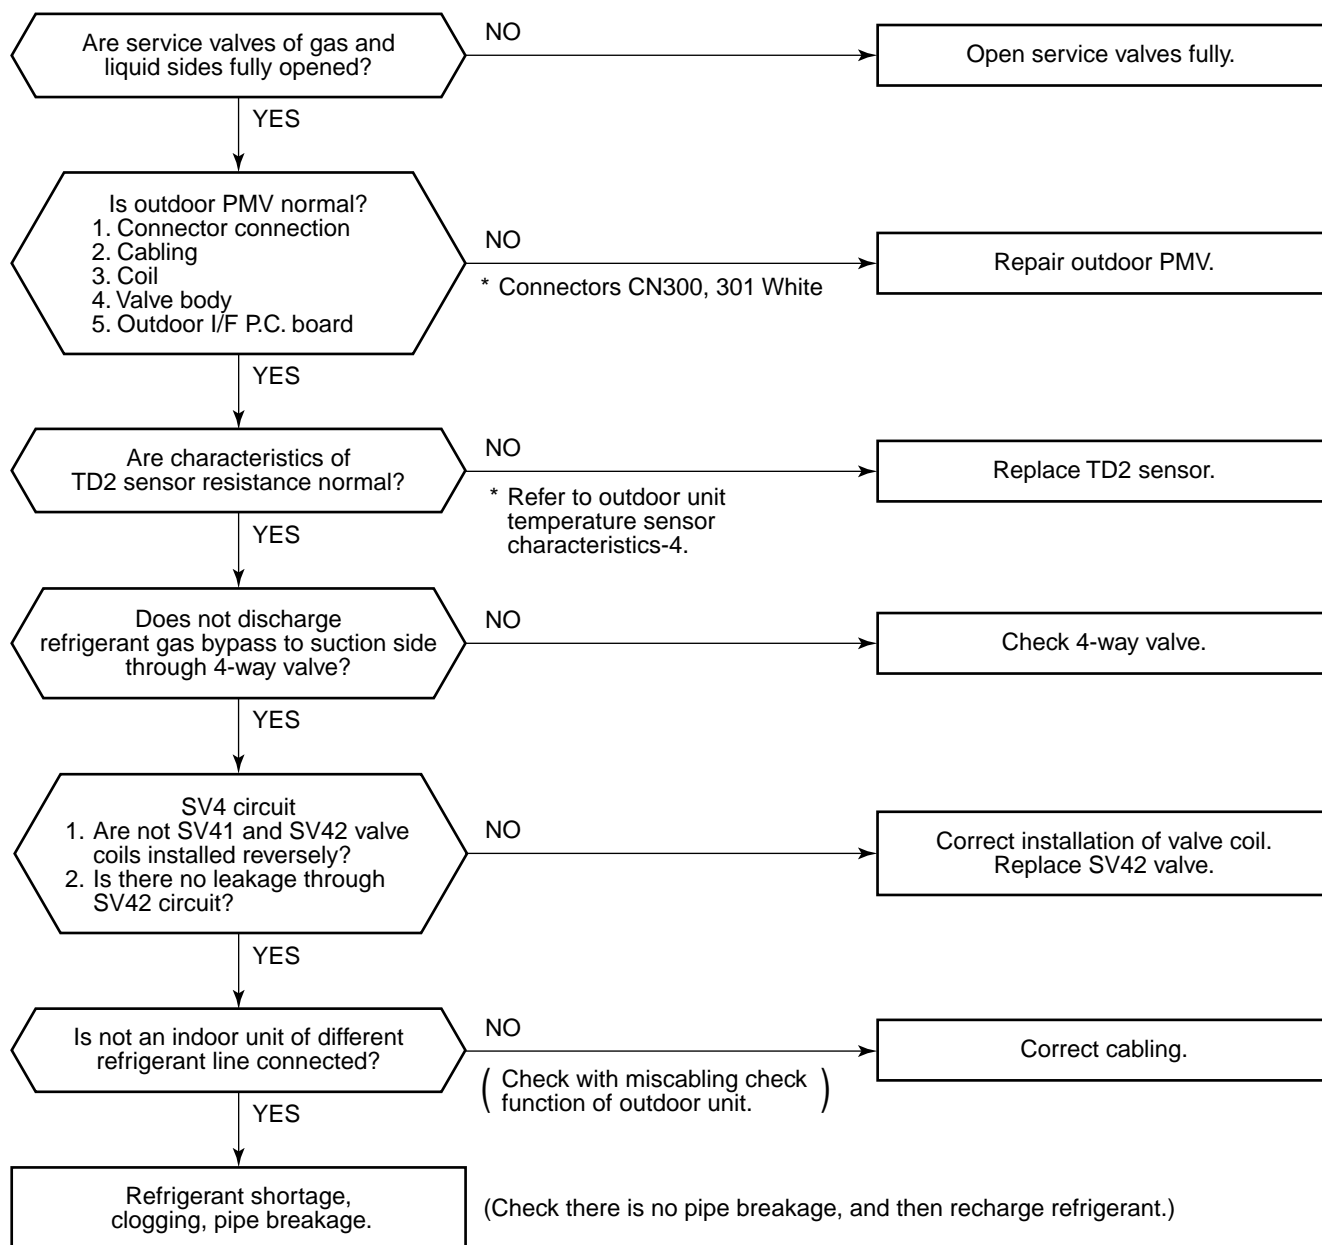 Are service valves of gas and
liquid sides fully opened?
NO
Open service valves fully.
YES
Is outdoor PMV normal?
1. Connector connection
2. Cabling
3. Coil
4. Valve body
5. Outdoor I/F P.C. board
NO
* Connectors CN300, 301 White
Repair outdoor PMV.
YES
Are characteristics of
TD2 sensor resistance normal?
NO
* Refer to outdoor unit
temperature sensor
characteristics-4.
Replace TD2 sensor.
YES
Does not discharge
refrigerant gas bypass to suction side
through 4-way valve?
NO
Check 4-way valve.
YES
SV4 circuit
1. Are not SV41 and SV42 valve
coils installed reversely?
2. Is there no leakage through
SV42 circuit?
NO
Correct installation of valve coil.
Replace SV42 valve.
YES
Is not an indoor unit of different
refrigerant line connected?
NO
(Check with miscabling check
function of outdoor unit.)
Correct cabling.
YES
Refrigerant shortage,
clogging, pipe breakage.
(Check there is no pipe breakage, and then recharge refrigerant.)